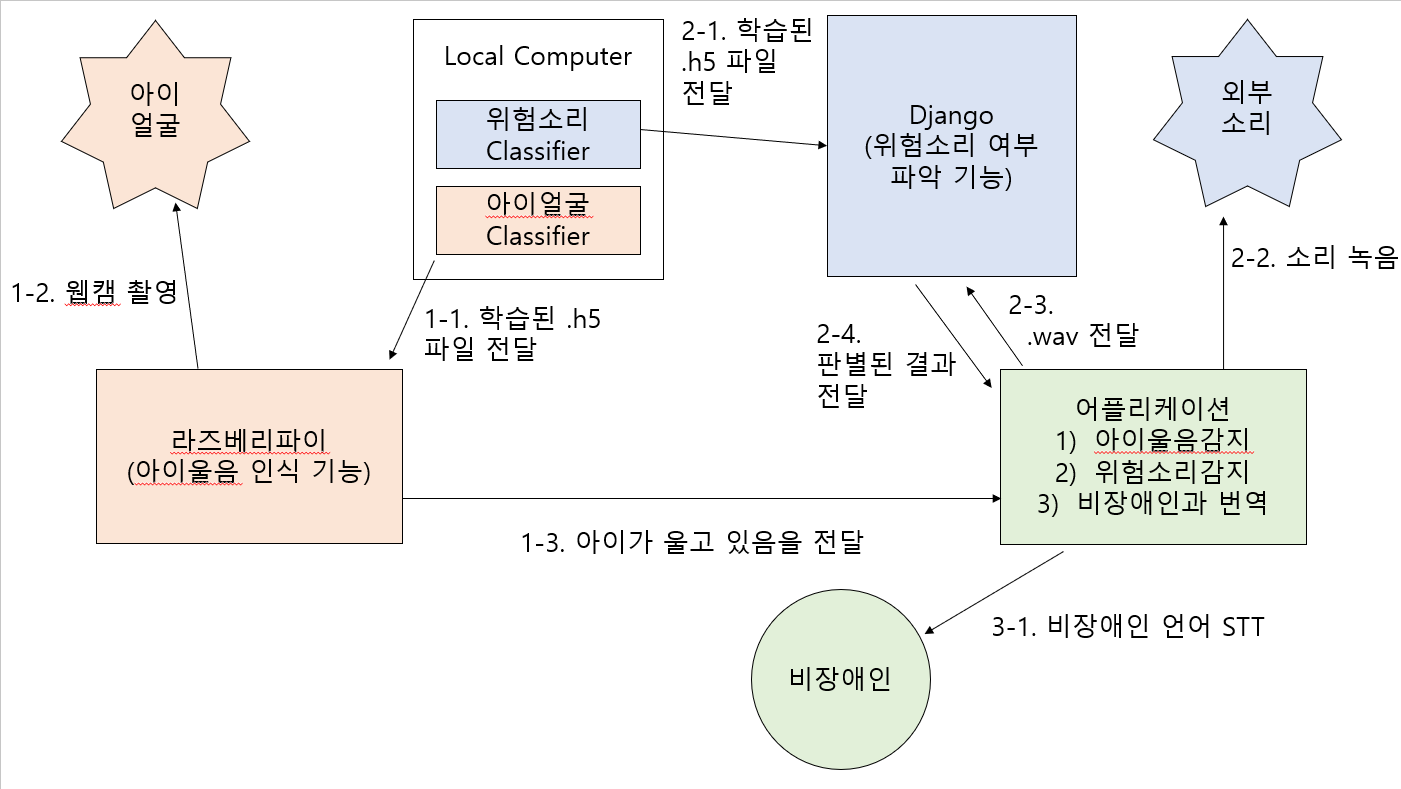 아이
얼굴
Local Computer
위험소리
Classifier
아이얼굴
Classifier
2-1. 학습된
.h5 파일
전달
Django
(위험소리 여부
파악 기능)
외부
소리
1-2. 웹캠 촬영
1-1. 학습된 .h5
파일 전달
2-4.
판별된 결과
전달
2-3.
.wav 전달
2-2. 소리 녹음
라즈베리파이
(아이울음 인식 기능)
어플리케이션
1) 아이울음감지
2) 위험소리감지
3) 비장애인과 번역
1-3. 아이가 울고 있음을 전달
3-1. 비장애인 언어 STT
비장애인